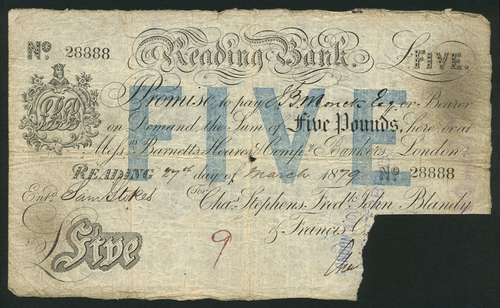 No. 28888 Reading Bank. £ FIVE.
FIVE
I Promise to pay J. B. Monck Esq. or Bearer
on Demand the Sum of Five Pounds, here or at
Messrs. Barnetts, Hoares, & Compy. Bankers, London.
READING 27th day of March 1879 No 28888
Entd. Saml Stokes For Chas. Stephens, Fredk. John Blandy
& Francis
£ Five
9